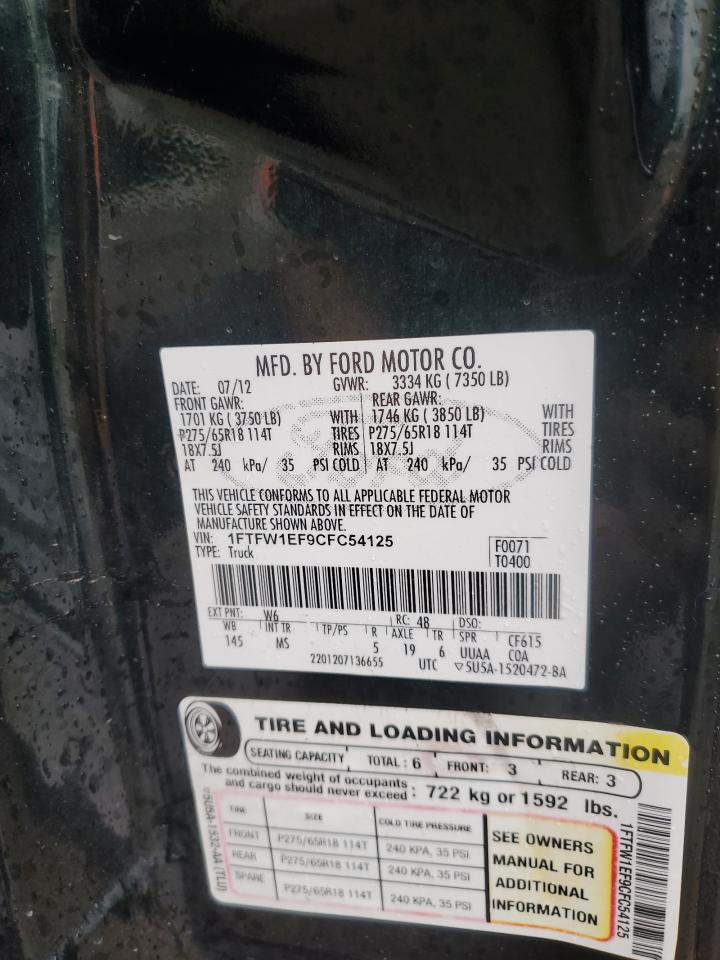 MFD. BY FORD MOTOR CO.
DATE: 07/12 GVWR: 3334 KG ( 7350 LB)
FRONT GAWR: REAR GAWR:
1701 KG ( 3750 LB) WITH 1746 KG ( 3850 LB) WITH
P275/65R18 114T TIRES P275/65R18 114T TIRES
18X7.5J RIMS 18X7.5J RIMS
AT 240 kPa/ 35 PSI COLD AT 240 kPa/ 35 PSI COLD
THIS VEHICLE CONFORMS TO ALL APPLICABLE FEDERAL MOTOR
VEHICLE SAFETY STANDARDS IN EFFECT ON THE DATE OF
MANUFACTURE SHOWN ABOVE.
VIN: 1FTFW1EF9CFC54125 F0071
TYPE: Truck T0400
EXT PNT: W6 RC: 48 DSO:
WB INT TR TP/PS R AXLE TR SPR CF615
145 MS 5 19 6 UUAA COA
2201207136655 UTC ▽5U5A-1520472-BA
TIRE AND LOADING INFORMATION
SEATING CAPACITY TOTAL : 6 FRONT: 3 REAR: 3
The combined weight of occupants
and cargo should never exceed : 722 kg or 1592 lbs.
TIRE SIZE COLD TIRE PRESSURE
FRONT P275/65R18 114T 240 KPA, 35 PSI
REAR P275/65R18 114T 240 KPA, 35 PSI
SPARE P275/65R18 114T 240 KPA, 35 PSI
SEE OWNERS
MANUAL FOR
ADDITIONAL
INFORMATION
▽5U5A-1532-AA (TLU)
1FTFW1EF9CFC54125